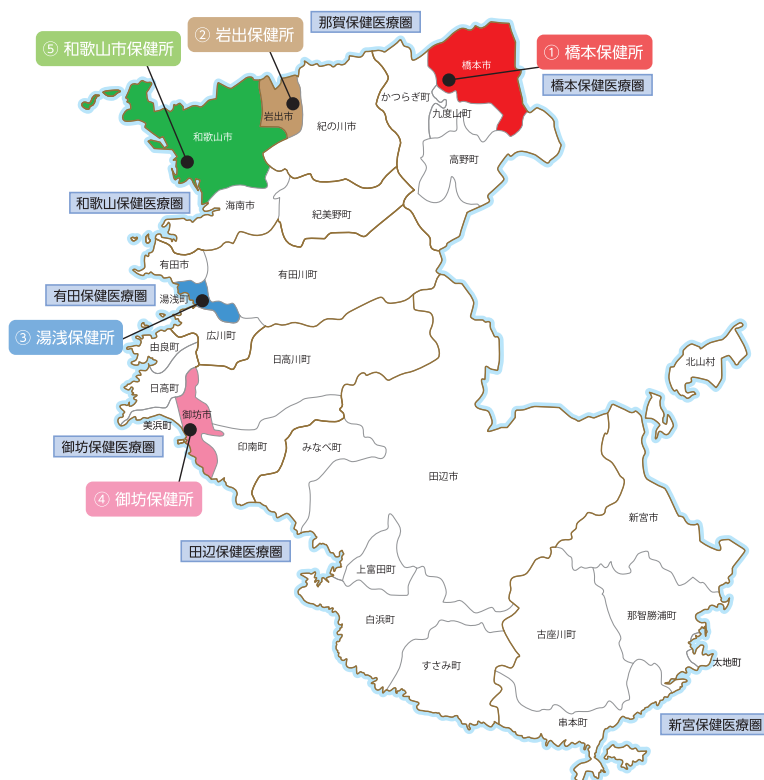 那賀保健医療圏
② 岩出保健所
⑤ 和歌山市保健所
① 橋本保健所
橋本市
橋本保健医療圏
かつらぎ町
九度山町
岩出市
紀の川市
和歌山市
高野町
和歌山保健医療圏
海南市
紀美野町
有田市
有田川町
有田保健医療圏
湯浅町
③ 湯浅保健所
広川町
由良町
日高川町
北山村
日高町
御坊市
美浜町
御坊保健医療圏
印南町
みなべ町
田辺市
④ 御坊保健所
新宮市
田辺保健医療圏
上富田町
白浜町
那智勝浦町
古座川町
すさみ町
太地町
串本町
新宮保健医療圏